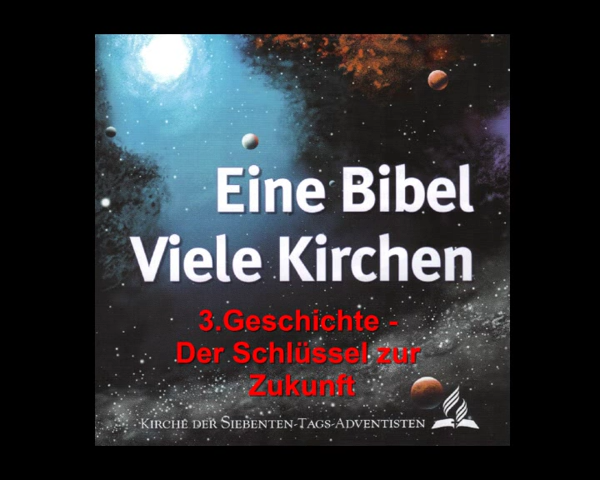 Eine Bibel
Viele Kirchen
3.Geschichte -
Der Schlüssel zur
Zukunft
KIRCHE DER SIEBENTEN-TAGS-ADVENTISTEN